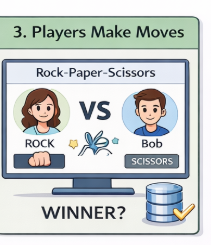 3. Players Make Moves
Rock-Paper-Scissors
VS
ROCK Bob
SCISSORS
WINNER?